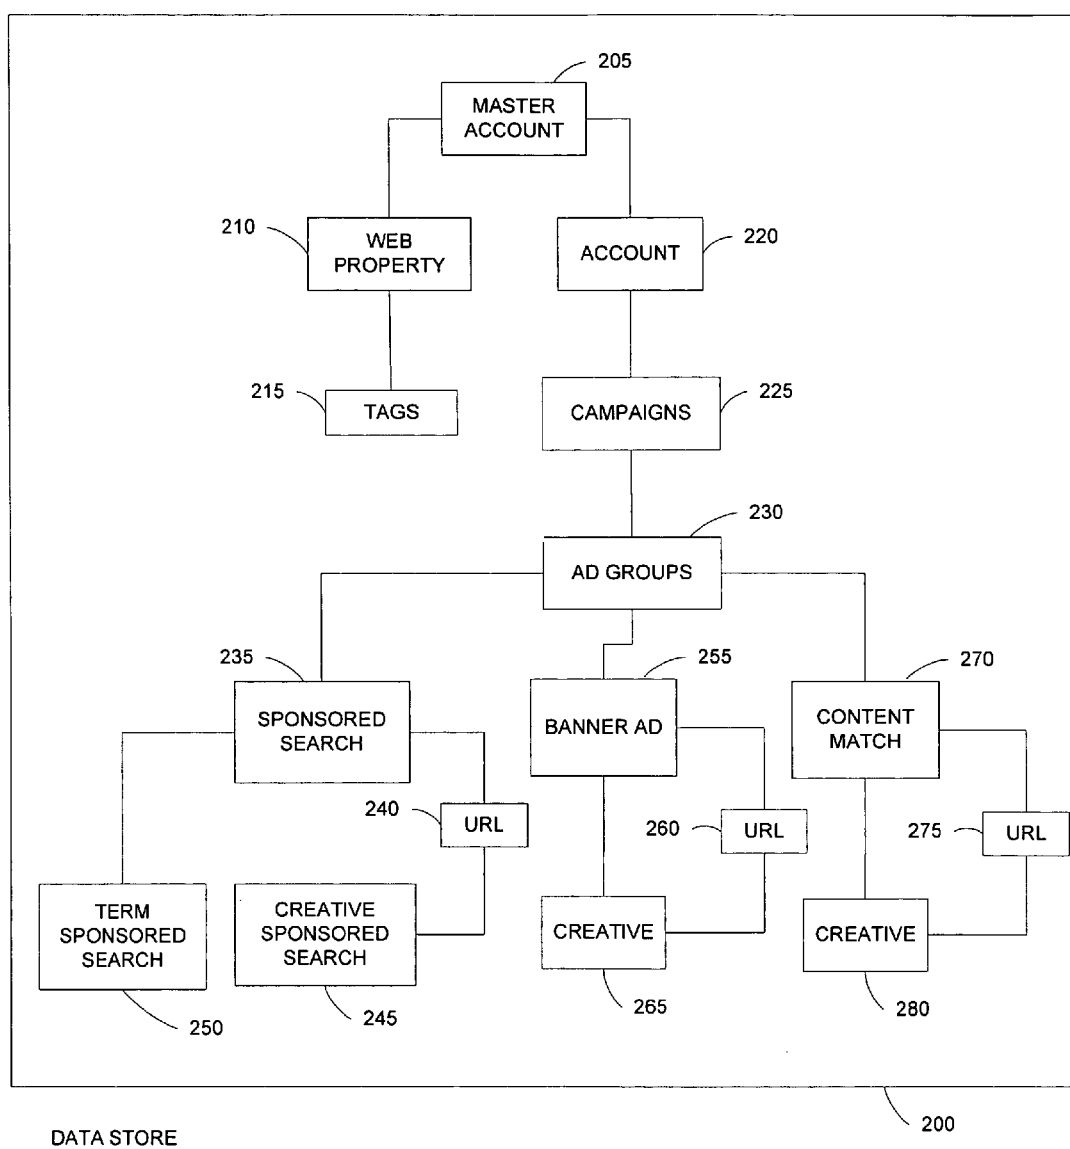 205
MASTER
ACCOUNT
210
WEB
PROPERTY
ACCOUNT
220
215
TAGS
CAMPAIGNS
225
230
AD GROUPS
235
SPONSORED
SEARCH
255
BANNER AD
270
CONTENT
MATCH
240
URL
260
URL
275
URL
TERM
SPONSORED
SEARCH
CREATIVE
SPONSORED
SEARCH
CREATIVE
CREATIVE
250
245
265
280
200
DATA STORE